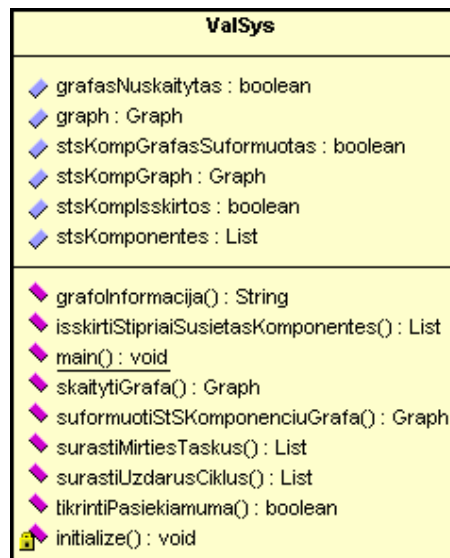 ValSys
grafasNuskaitytas : boolean
graph : Graph
stsKompGrafasSuformuotas : boolean
stsKompGraph : Graph
stsKompIsskirtos : boolean
stsKomponentes : List
grafoInformacija() : String
isskirtiStipriaiSusietasKomponentes() : List
main() : void
skaitytiGrafa() : Graph
suformuotiStSKomponenciuGrafa() : Graph
surastiMirtiesTaskus() : List
surastiUzdarusCiklus() : List
tikrintiPasiekiamuma() : boolean
initialize() : void